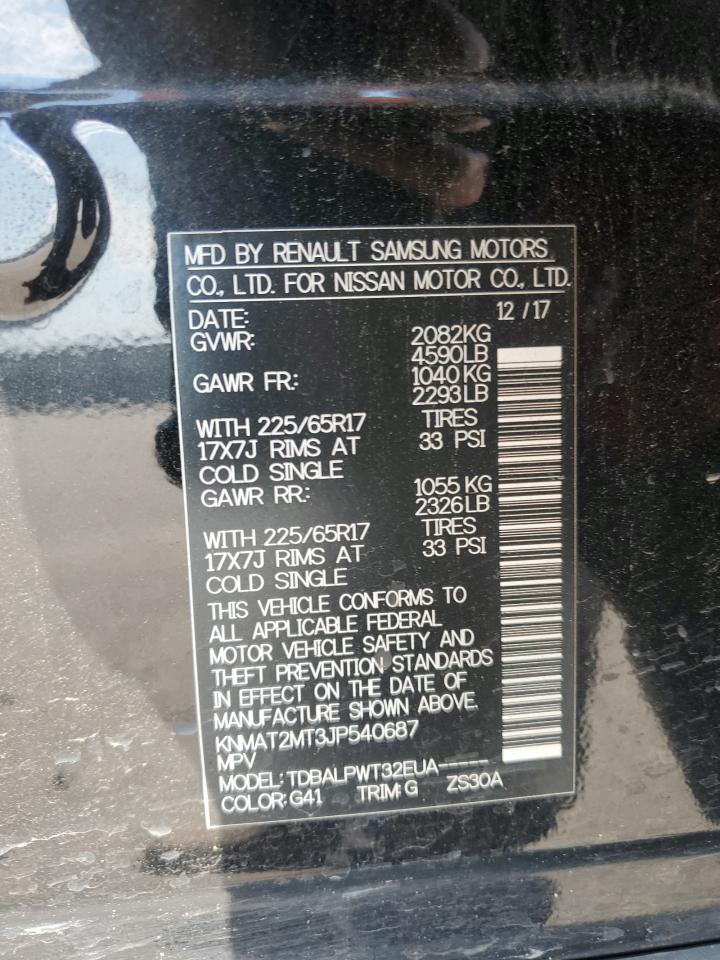 MFD BY RENAULT SAMSUNG MOTORS
CO., LTD. FOR NISSAN MOTOR CO., LTD.
DATE: 12 / 17
GVWR: 2082KG
4590LB
GAWR FR: 1040 KG
2293LB
WITH 225/65R17 TIRES
17X7J RIMS AT 33 PSI
COLD SINGLE
GAWR RR: 1055 KG
2326LB
WITH 225/65R17 TIRES
17X7J RIMS AT 33 PSI
COLD SINGLE
THIS VEHICLE CONFORMS TO
ALL APPLICABLE FEDERAL
MOTOR VEHICLE SAFETY AND
THEFT PREVENTION STANDARDS
IN EFFECT ON THE DATE OF
MANUFACTURE SHOWN ABOVE.
KNMAT2MT3JP540687
MPV
MODEL: TDBALPWT32EUA-----
COLOR: G41 TRIM: G ZS30A